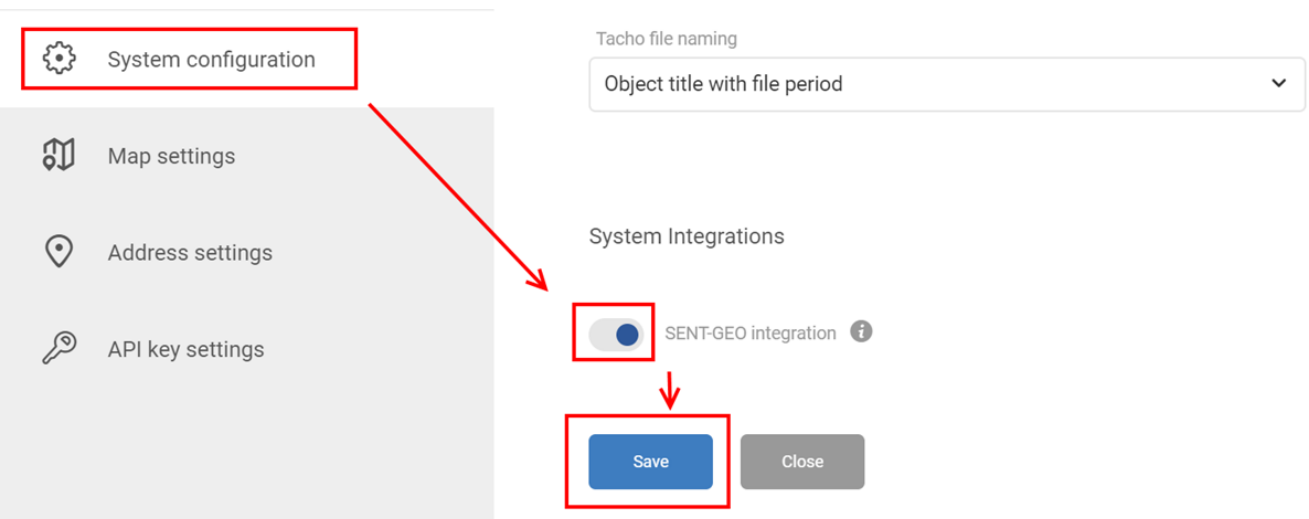 System configuration
Map settings
Address settings
API key settings
Tacho file naming
Object title with file period
System Integrations
SENT-GEO integration
Save
Close